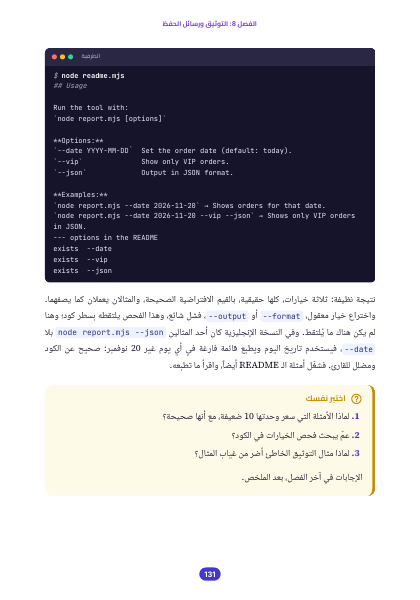 الفصل 8: التوثيق ورسائل الحفظ
الطرفية
$ node readme.mjs
## Usage
Run the tool with:
`node report.mjs [options]`
**Options:**
`--date YYYY-MM-DD`  Set the order date (default: today).
`--vip`              Show only VIP orders.
`--json`             Output in JSON format.
**Examples:**
`node report.mjs --date 2026-11-20` → Shows orders for that date.
`node report.mjs --date 2026-11-20 --vip --json` → Shows only VIP orders
in JSON.
--- options in the README
exists  --date
exists  --vip
exists  --json
نتيجة نظيفة: ثلاثة خيارات، كلها حقيقية، بالقيم الافتراضية الصحيحة، والمثالان يعملان كما يصفهما.
واختراع خيار معقول، --format أو --output، فشل شائع، وهذا الفحص يلتقطه بسطر كود؛ وهنا
لم يكن هناك ما يُلتقط. وفي النسخة الإنجليزية كان أحد المثالين node report.mjs --json بلا
--date، فيستخدم تاريخ اليوم ويطبع قائمة فارغة في أي يوم غير 20 نوفمبر: صحيح عن الكود
ومضلل للقارئ. فشغّل أمثلة الـ README أيضاً، واقرأ ما تطبعه.
اختبر نفسك
1. لماذا الأمثلة التي سعر وحدتها 10 ضعيفة، مع أنها صحيحة؟
2. عمّ يبحث فحص الخيارات في الكود؟
3. لماذا مثال التوثيق الخاطئ أضر من غياب المثال؟
الإجابات في آخر الفصل، بعد الملخص.
131